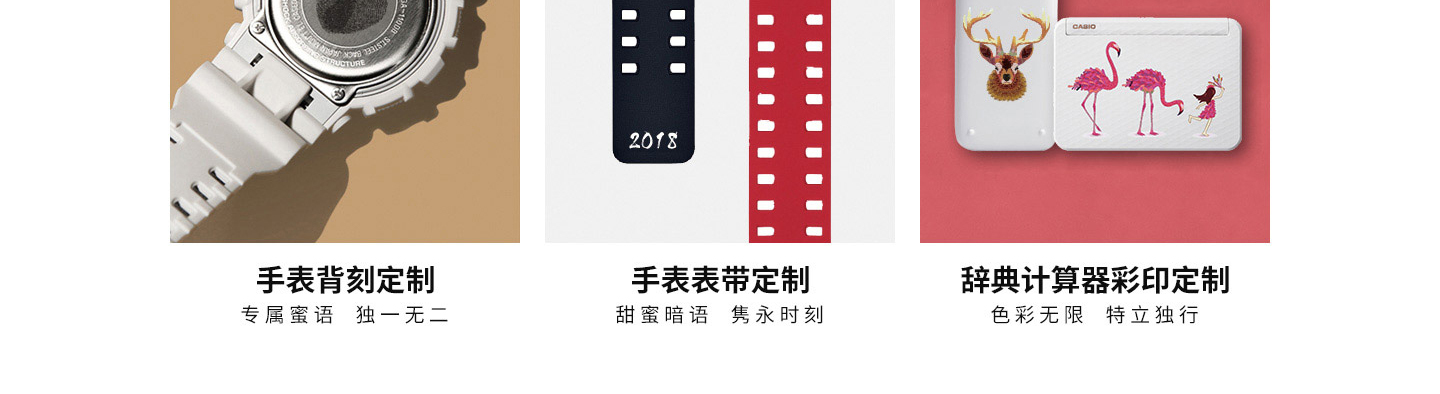 STRUCTURE
2018
CASIO
手表背刻定制
专属蜜语 独一无二
手表表带定制
甜蜜暗语 隽永时刻
辞典计算器彩印定制
色彩无限 特立独行